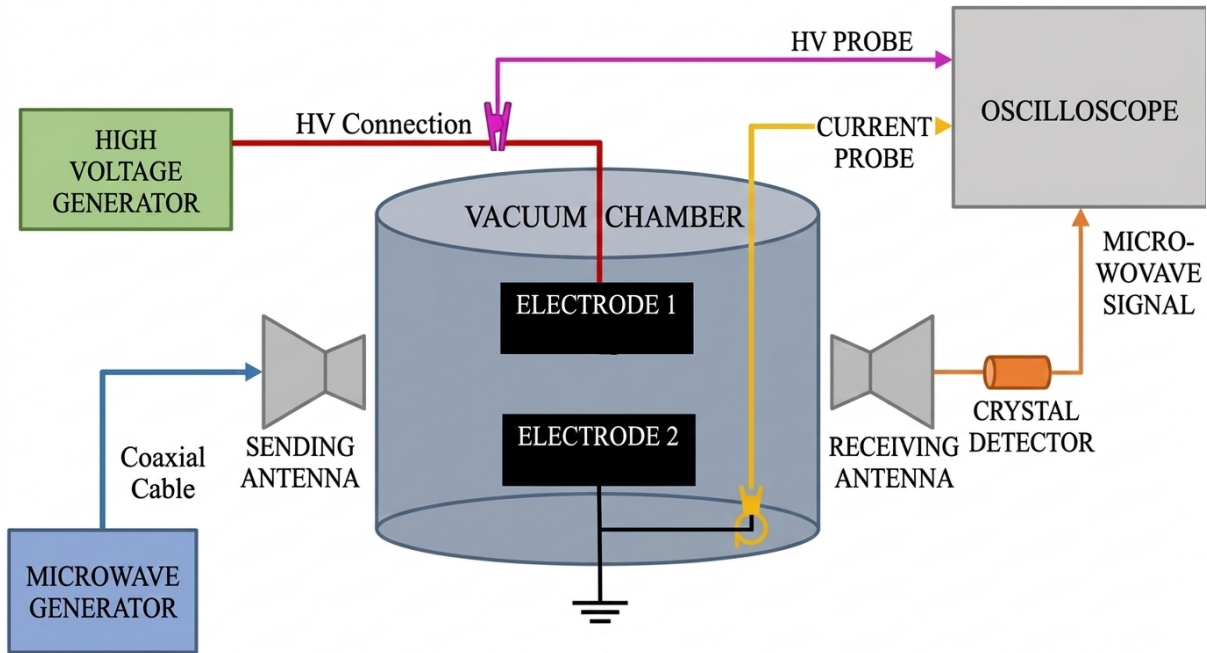 HV PROBE
OSCILLOSCOPE
HIGH
VOLTAGE
GENERATOR
HV Connection
CURRENT
PROBE
VACUUM CHAMBER
MICRO-
WOVAVE
SIGNAL
ELECTRODE 1
ELECTRODE 2
SENDING
ANTENNA
RECEIVING
ANTENNA
CRYSTAL
DETECTOR
Coaxial
Cable
MICROWAVE
GENERATOR